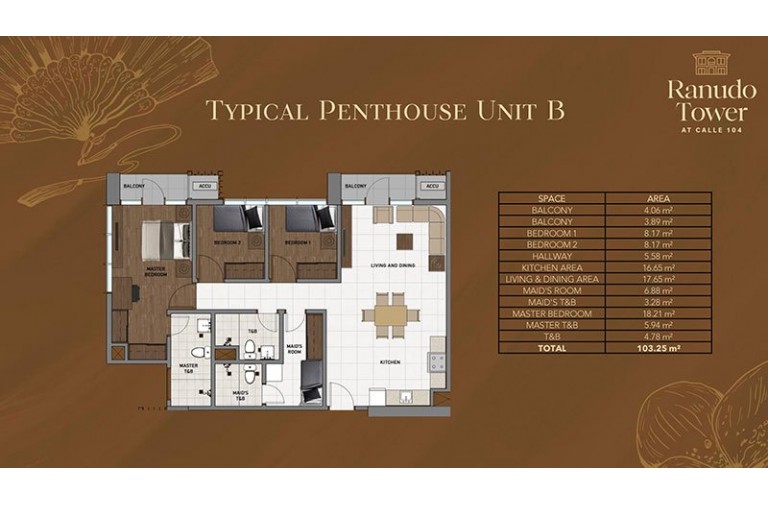 TYPICAL PENTHOUSE UNIT B
Ranudo
Tower
AT CALLE 104
BALCONY
ACCU
BALCONY
ACCU
MASTER
BEDROOM
BEDROOM 2
BEDROOM 1
LIVING AND DINING
T&B
MASTER
T&B
MAID'S
ROOM
MAID'S
T&B
KITCHEN
SPACE AREA
BALCONY 4.06 m²
BALCONY 3.89 m²
BEDROOM 1 8.17 m²
BEDROOM 2 8.17 m²
HALLWAY 5.58 m²
KITCHEN AREA 16.65 m²
LIVING & DINING AREA 17.65 m²
MAID'S ROOM 6.88 m²
MAID'S T&B 3.28 m²
MASTER BEDROOM 18.21 m²
MASTER T&B 5.94 m²
T&B 4.78 m²
TOTAL 103.25 m²